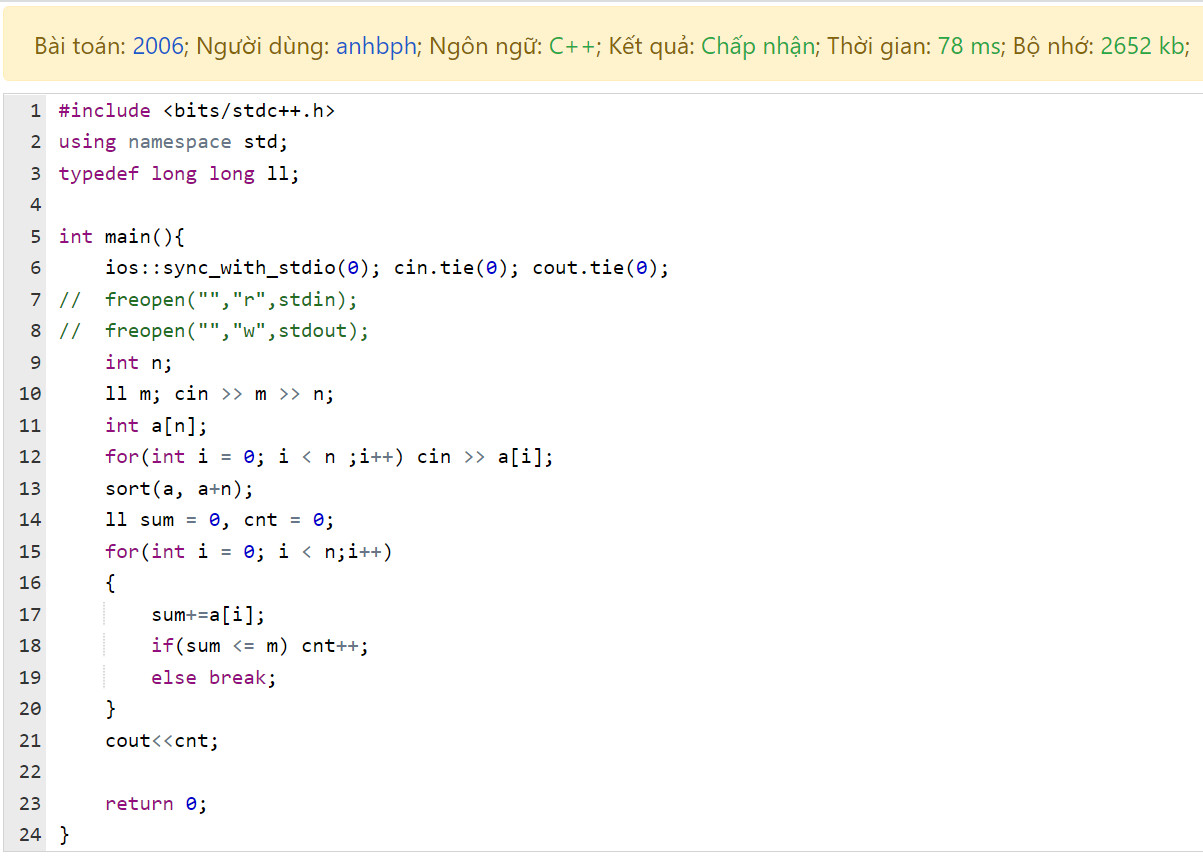 Bài toán: 2006; Người dùng: anhbph; Ngôn ngữ: C++; Kết quả: Chấp nhận; Thời gian: 78 ms; Bộ nhớ: 2652 kb;
1 #include <bits/stdc++.h>
2 using namespace std;
3 typedef long long ll;
4
5 int main(){
6     ios::sync_with_stdio(0); cin.tie(0); cout.tie(0);
7 //  freopen("","r",stdin);
8 //  freopen("","w",stdout);
9     int n;
10     ll m; cin >> m >> n;
11     int a[n];
12     for(int i = 0; i < n ;i++) cin >> a[i];
13     sort(a, a+n);
14     ll sum = 0, cnt = 0;
15     for(int i = 0; i < n;i++)
16     {
17         sum+=a[i];
18         if(sum <= m) cnt++;
19         else break;
20     }
21     cout<<cnt;
22
23     return 0;
24 }